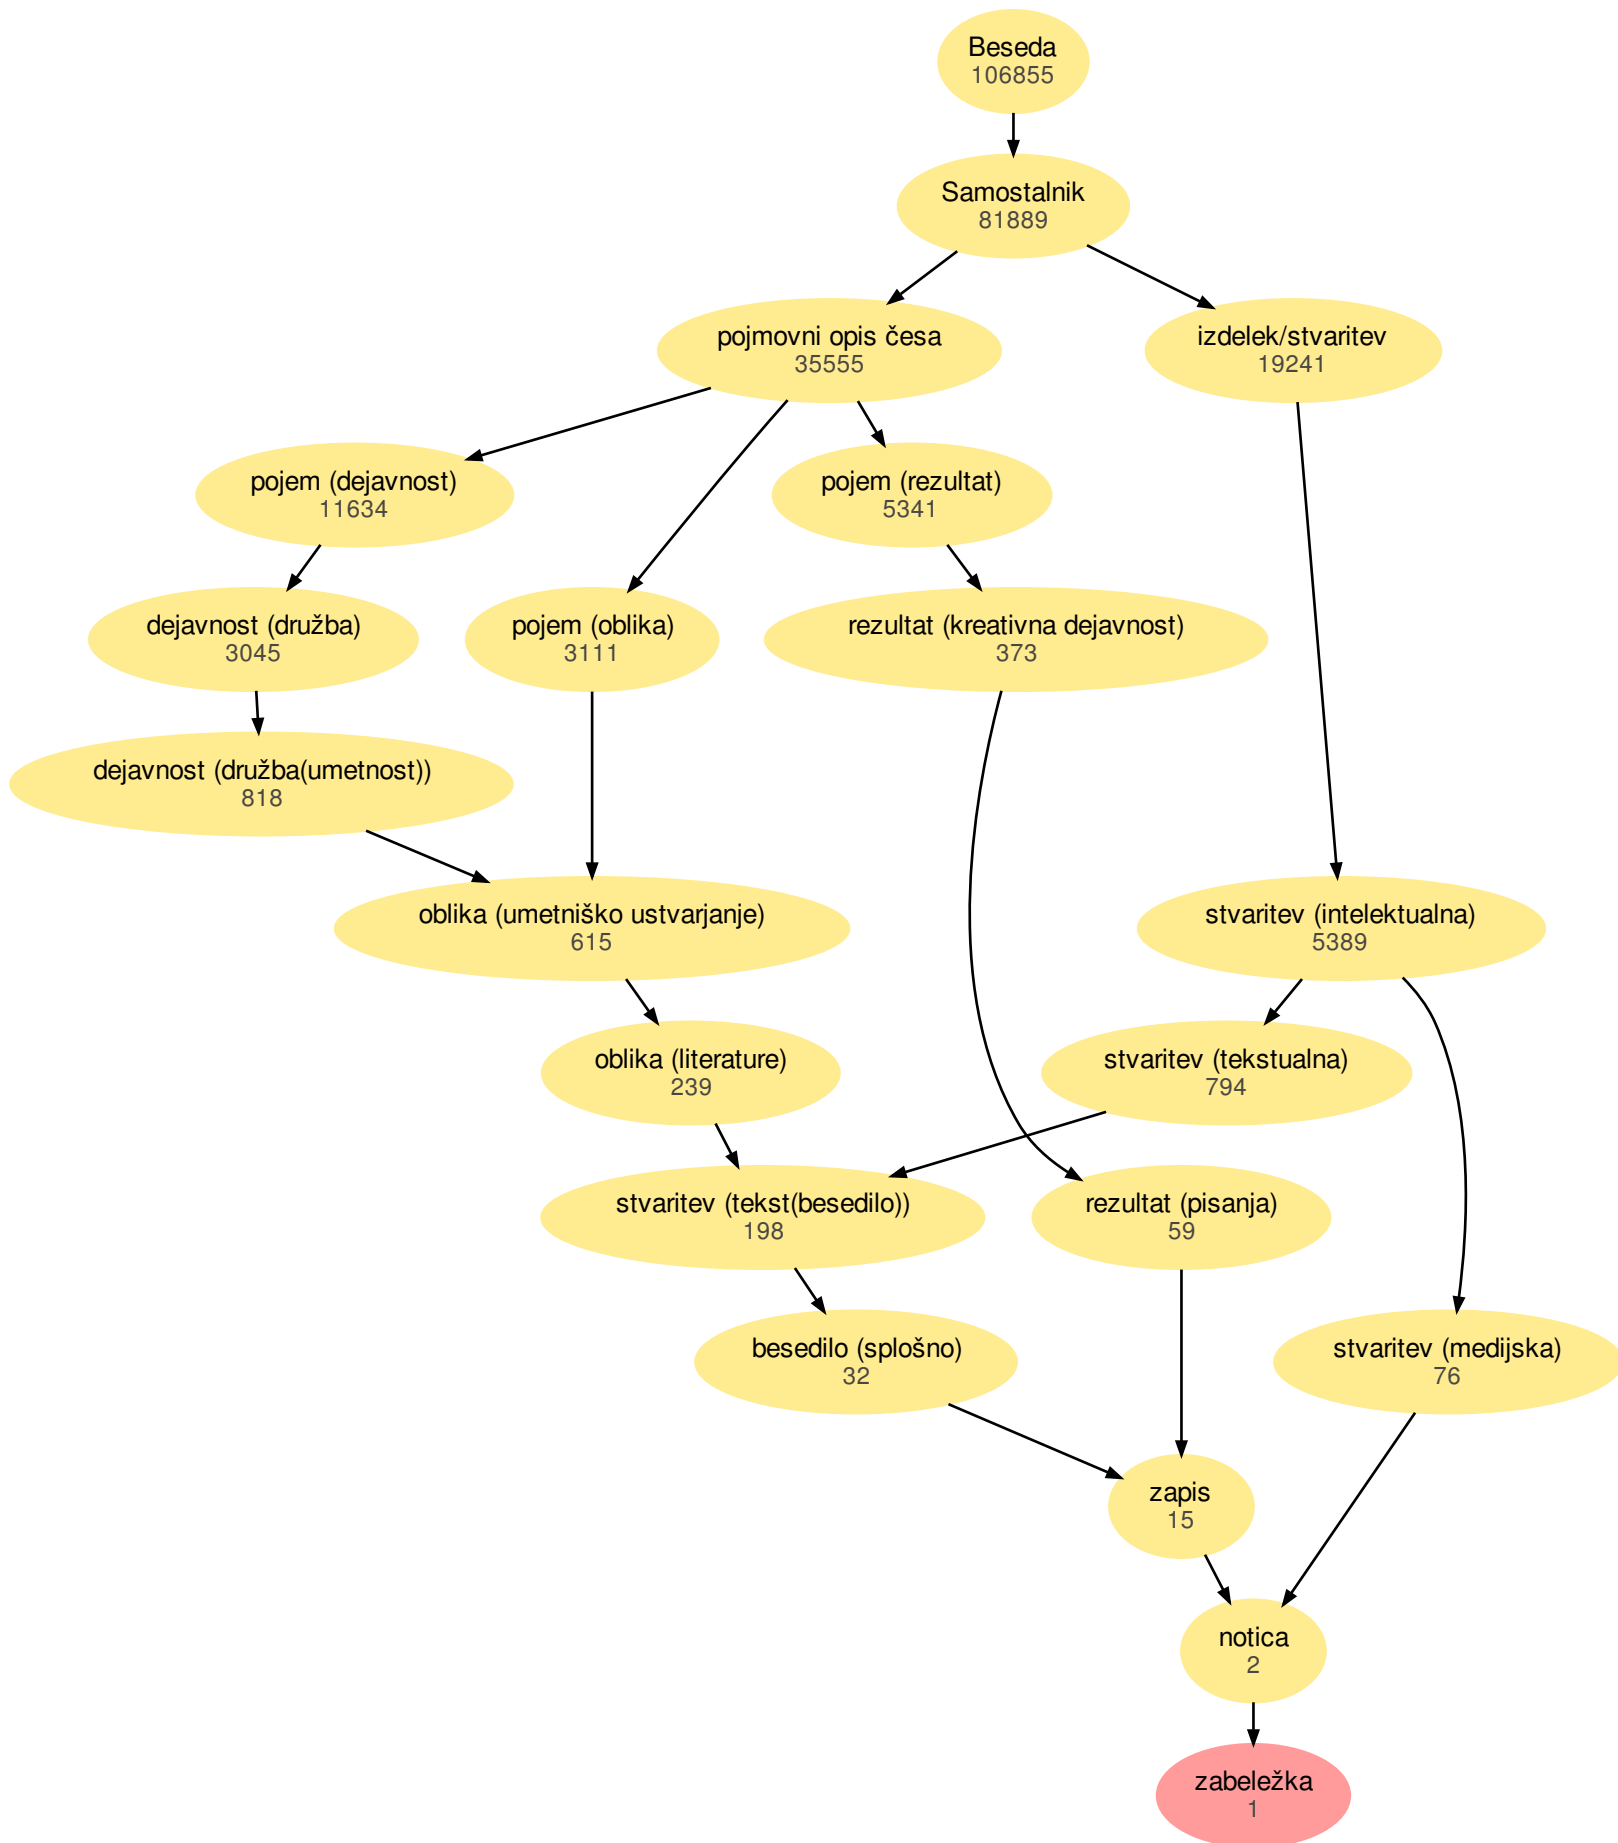 Beseda
106855
Samostalnik
81889
pojmovni opis česa
35555
izdelek/stvaritev
19241
pojem (dejavnost)
11634
pojem (rezultat)
5341
dejavnost (družba)
3045
pojem (oblika)
3111
rezultat (kreativna dejavnost)
373
dejavnost (družba(umetnost))
818
oblika (umetniško ustvarjanje)
615
stvaritev (intelektualna)
5389
oblika (literature)
239
stvaritev (tekstualna)
794
stvaritev (tekst(besedilo))
198
rezultat (pisanja)
59
besedilo (splošno)
32
stvaritev (medijska)
76
zapis
15
notica
2
zabeležka
1